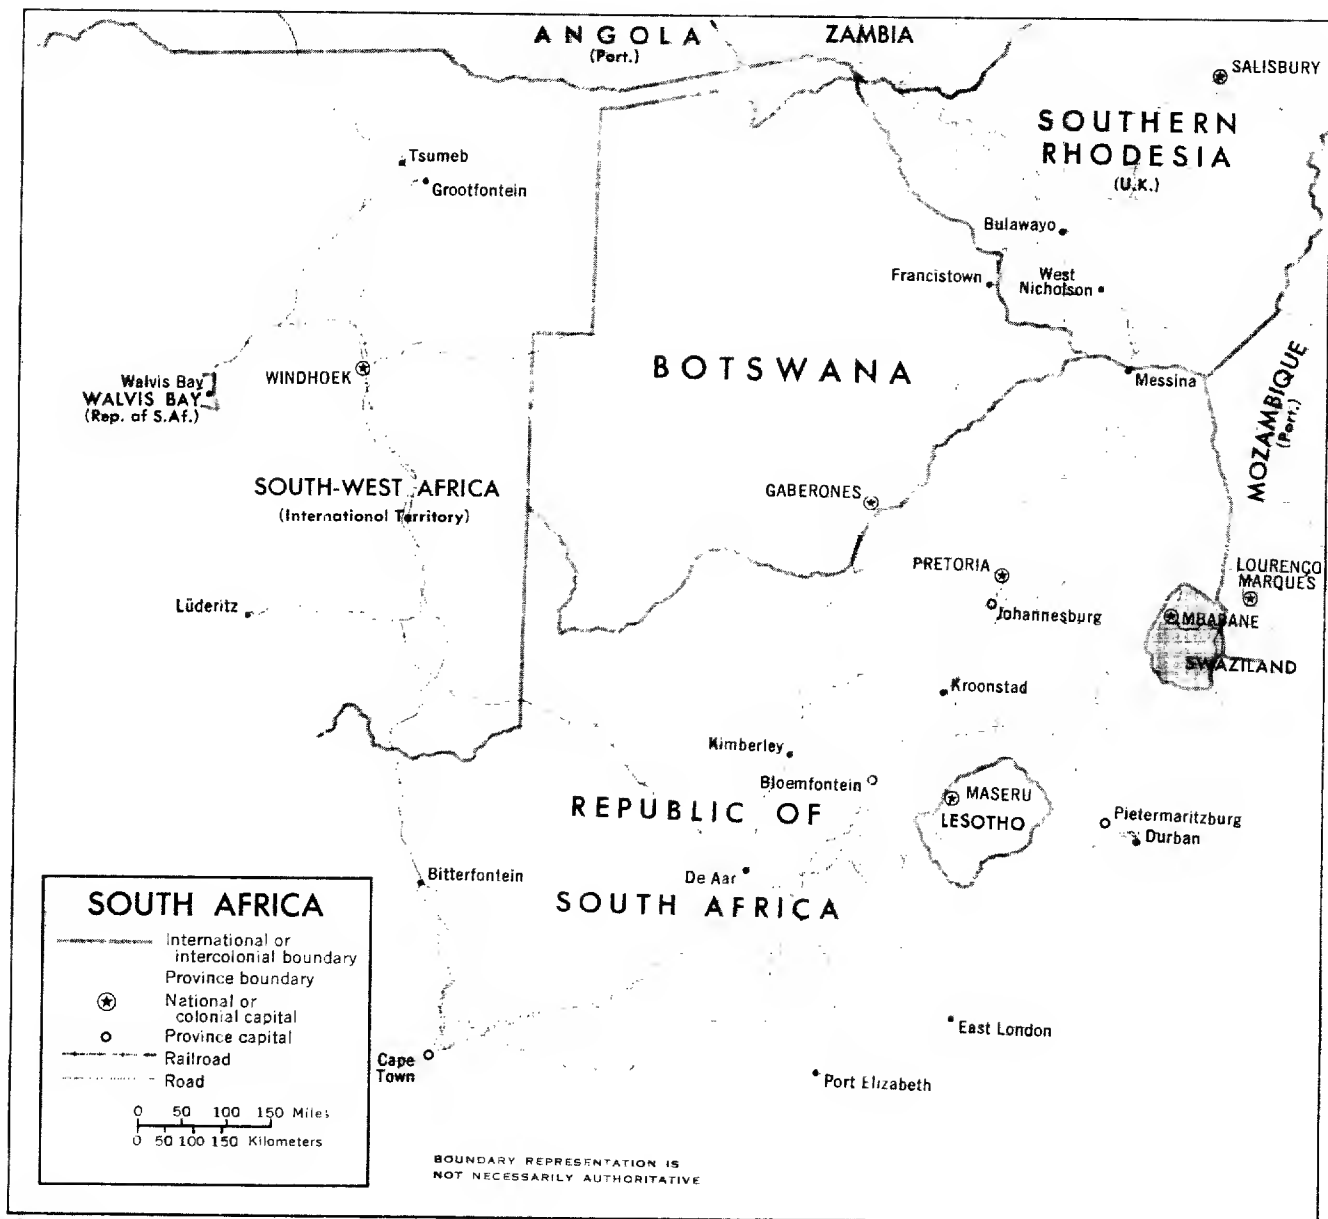 ANGOLA
(Port.)
ZAMBIA
SALISBURY
SOUTHERN
RHODESIA
(U.K.)
Tsumeb
Grootfontein
Bulawayo
Francistown
West
Nicholson
BOTSWANA
Walvis Bay
WALVIS BAY
(Rep. of S.Af.)
WINDHOEK
Messina
MOZAMBIQUE
(Port.)
SOUTH-WEST AFRICA
(International Territory)
GABERONES
PRETORIA
Johannesburg
LOURENÇO
MARQUES
MBABANE
SWAZILAND
Lüderitz
Kroonstad
Kimberley
Bloemfontein
MASERU
LESOTHO
Pietermaritzburg
Durban
REPUBLIC OF
SOUTH AFRICA
Bitterfontein
De Aar
East London
Port Elizabeth
Cape
Town
SOUTH AFRICA
International or
intercolonial boundary
Province boundary
National or
colonial capital
Province capital
Railroad
Road
0 50 100 150 Miles
0 50 100 150 Kilometers
BOUNDARY REPRESENTATION IS
NOT NECESSARILY AUTHORITATIVE